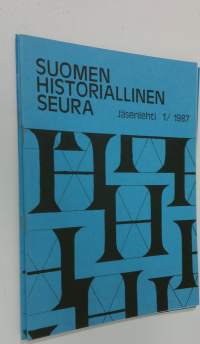 SUOMEN
HISTORIALLINEN
SEURA
Jäsenlehti 1/1987